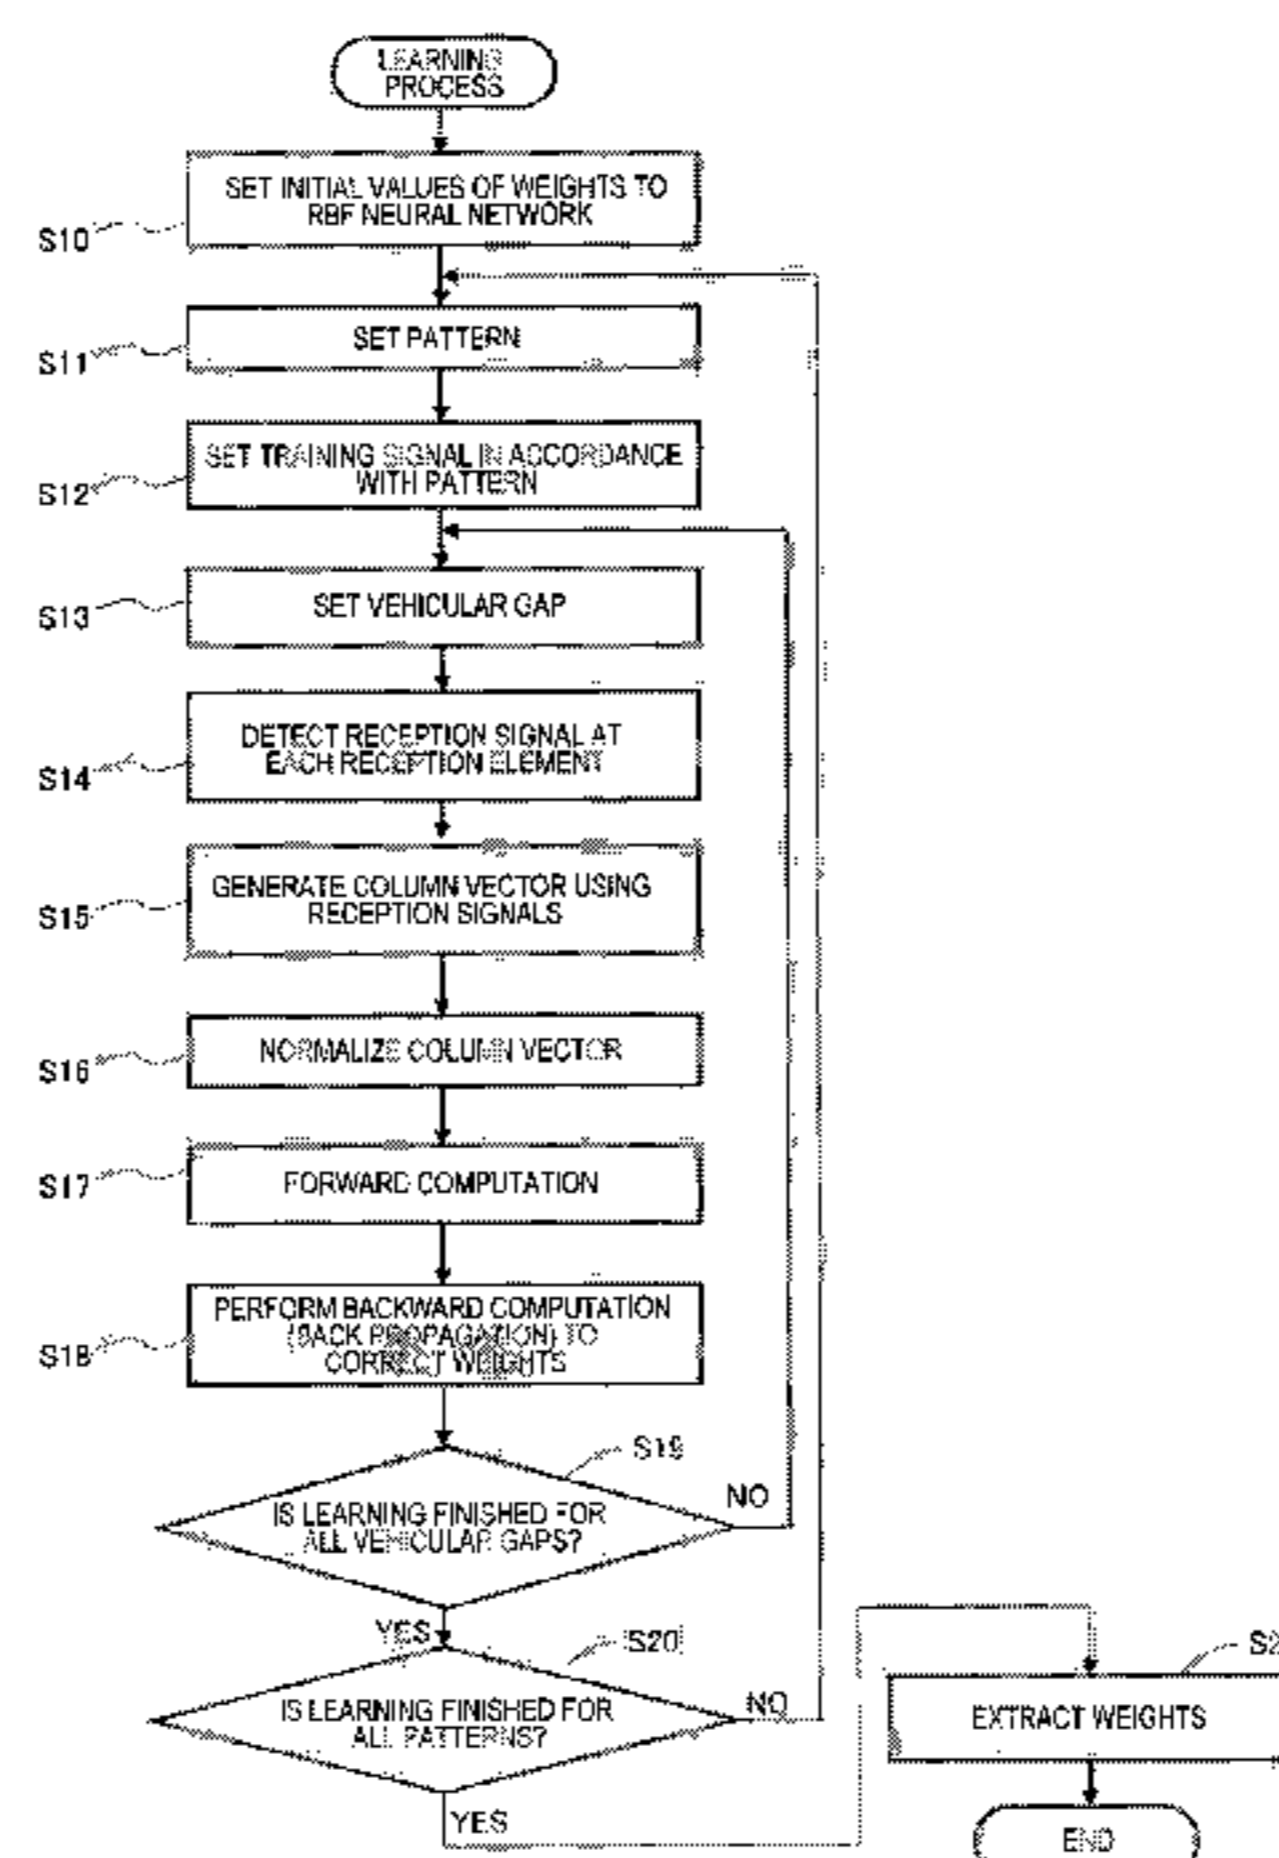 LEARNING
PROCESS
SET INITIAL VALUES OF WEIGHTS TO
RBF NEURAL NETWORK
S10
SET PATTERN
S11
SET TRAINING SIGNAL IN ACCORDANCE
WITH PATTERN
S12
SET VEHICULAR GAP
S13
DETECT RECEPTION SIGNAL AT
EACH RECEPTION ELEMENT
S14
GENERATE COLUMN VECTOR USING
RECEPTION SIGNALS
S15
NORMALIZE COLUMN VECTOR
S16
FORWARD COMPUTATION
S17
PERFORM BACKWARD COMPUTATION
(BACK PROPAGATION) TO
CORRECT WEIGHTS
S18
S19
NO
IS LEARNING FINISHED FOR
ALL VEHICULAR GAPS?
YES
S20
NO
IS LEARNING FINISHED FOR
ALL PATTERNS?
YES
EXTRACT WEIGHTS
END